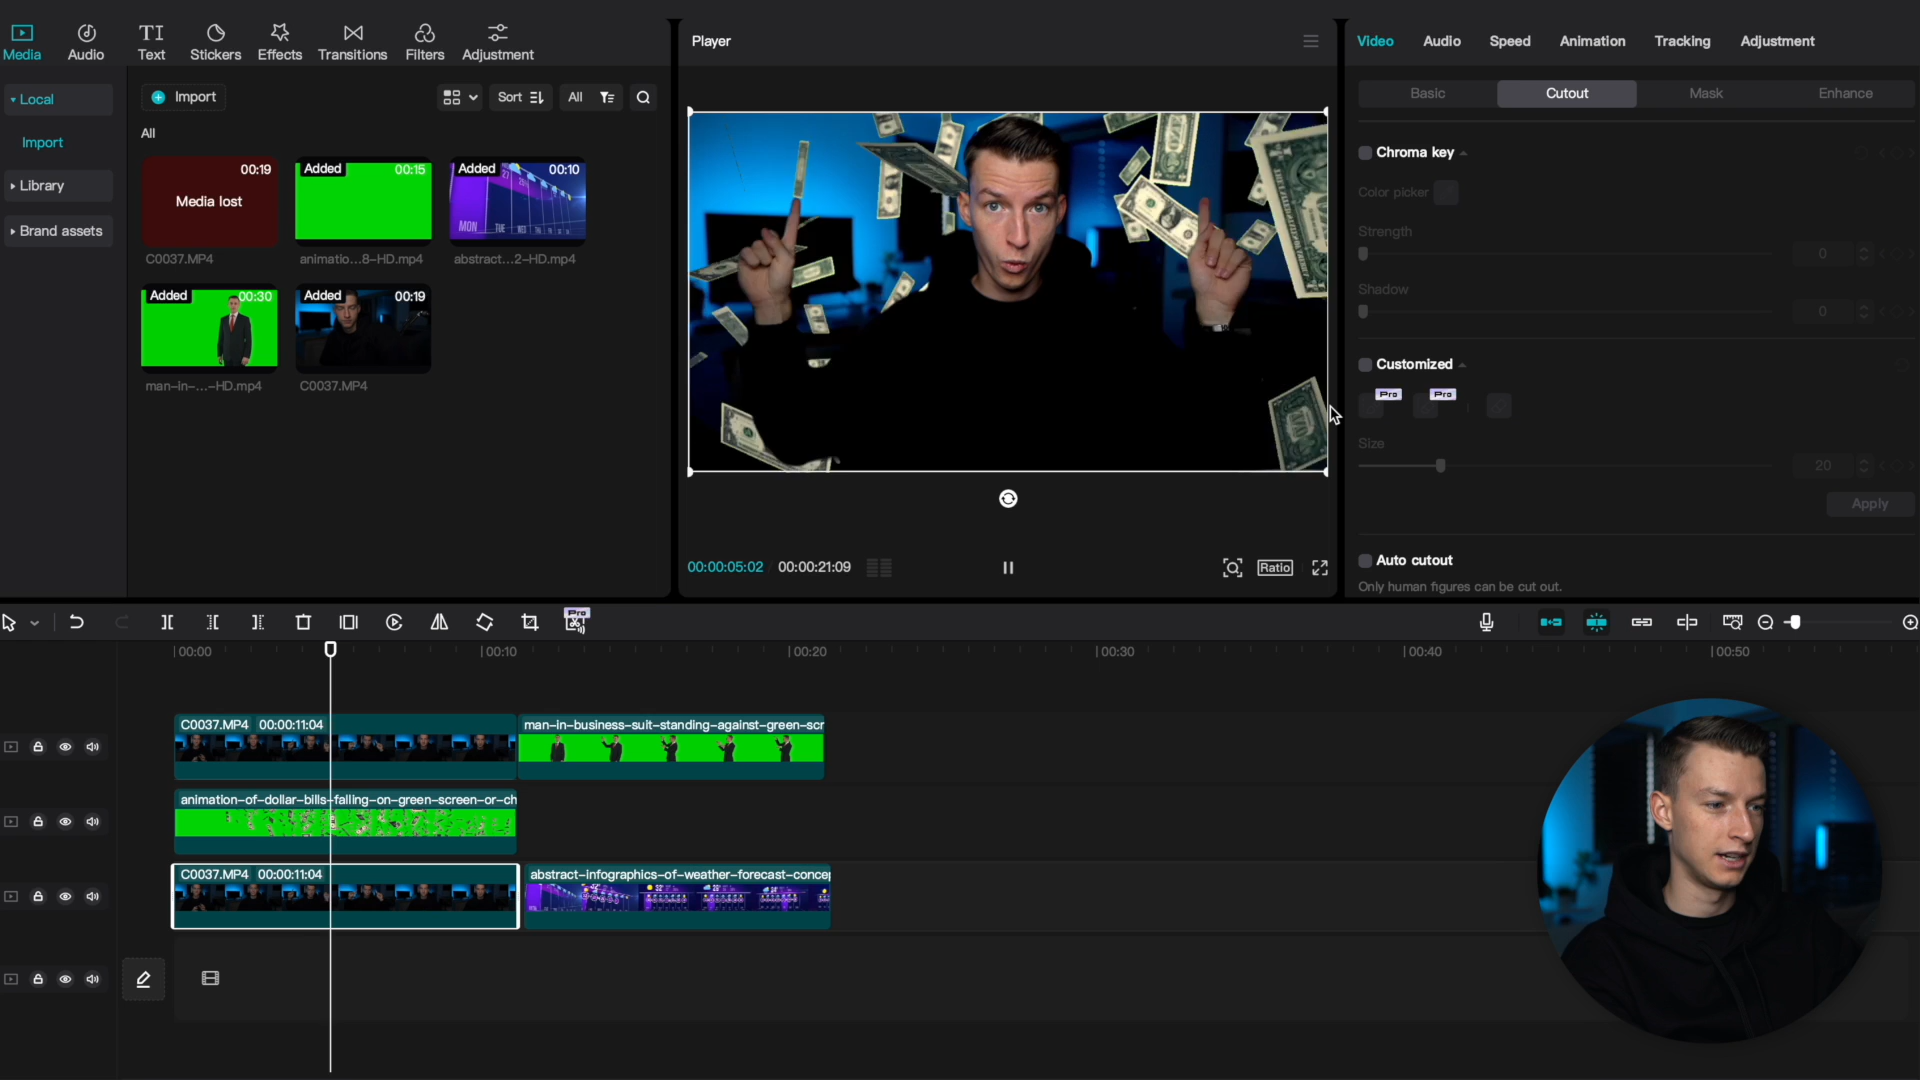 Media
Audio
Text
Stickers
Effects
Transitions
Filters
Adjustment
Local
Import
Library
Brand assets
Import
Sort
All
All
00:19
Media lost
C0037.MP4
Added
00:15
animatio...8-HD.mp4
Added
00:10
MON
TUE
WED
abstract...2-HD.mp4
Added
00:30
man-in-...-HD.mp4
Added
00:19
C0037.MP4
Player
00:00:05:02
00:00:21:09
Ratio
Video
Audio
Speed
Animation
Tracking
Adjustment
Basic
Cutout
Mask
Enhance
Chroma key
Color picker
Strength
0
Shadow
0
Customized
Pro
Pro
Size
20
Apply
Auto cutout
Only human figures can be cut out.
Pro
00:00
00:10
00:20
00:30
00:40
00:50
C0037.MP4 00:00:11:04
man-in-business-suit-standing-against-green-scr
animation-of-dollar-bills-falling-on-green-screen-or-ch
C0037.MP4 00:00:11:04
abstract-infographics-of-weather-forecast-concep